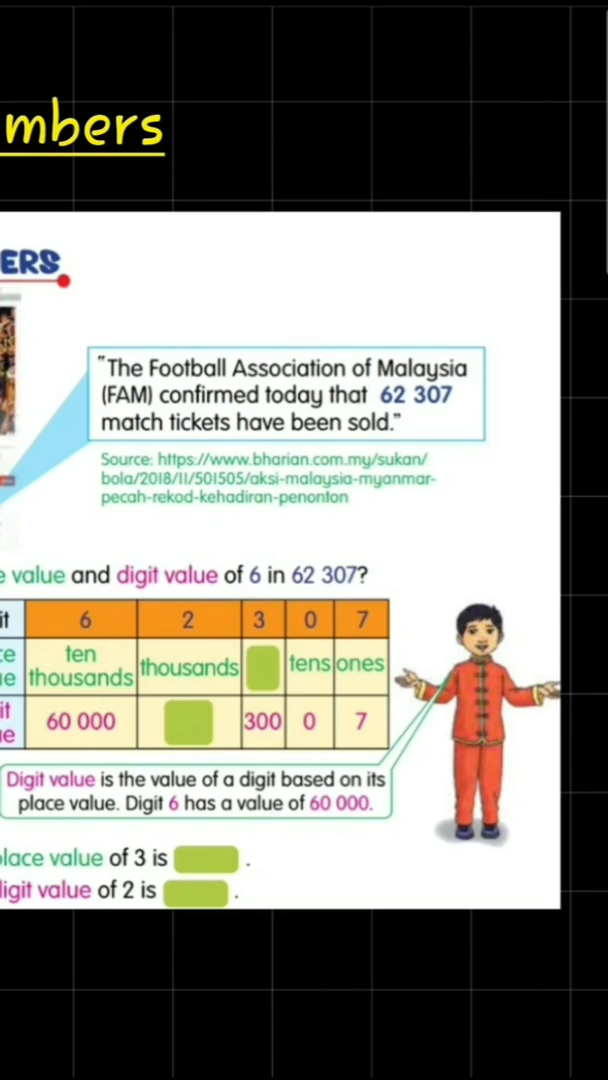 mbers
ERS
"The Football Association of Malaysia
(FAM) confirmed today that 62 307
match tickets have been sold."
Source: https://www.bharian.com.my/sukan/
bola/2018/11/501505/aksi-malaysia-myanmar-
pecah-rekod-kehadiran-penonton
e value and digit value of 6 in 62 307?
it 6 2 3 0 7
ce ten
ue thousands thousands tens ones
it
ue 60 000 300 0 7
Digit value is the value of a digit based on its
place value. Digit 6 has a value of 60 000.
lace value of 3 is .
igit value of 2 is .